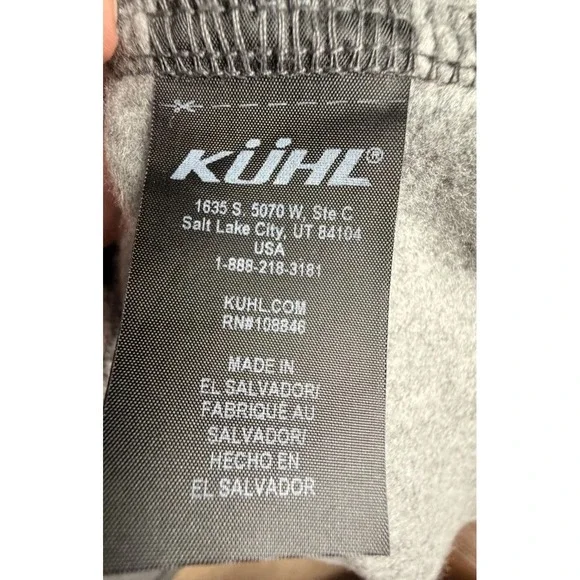 KÜHL®
1635 S. 5070 W, Ste C
Salt Lake City, UT 84104
USA
1-888-218-3181
KUHL.COM
RN#108846
MADE IN
EL SALVADOR/
FABRIQUE AU
SALVADOR/
HECHO EN
EL SALVADOR